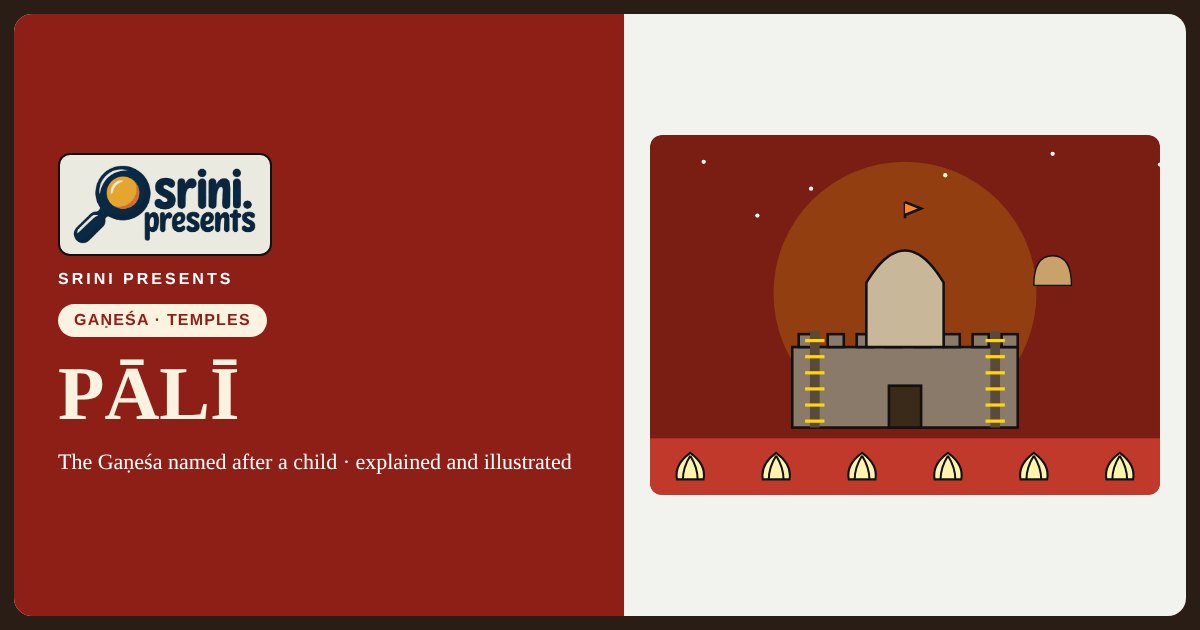 srini.
presents
SRINI PRESENTS
GAṆEŚA · TEMPLES
PĀLĪ
The Gaṇeśa named after a child · explained and illustrated